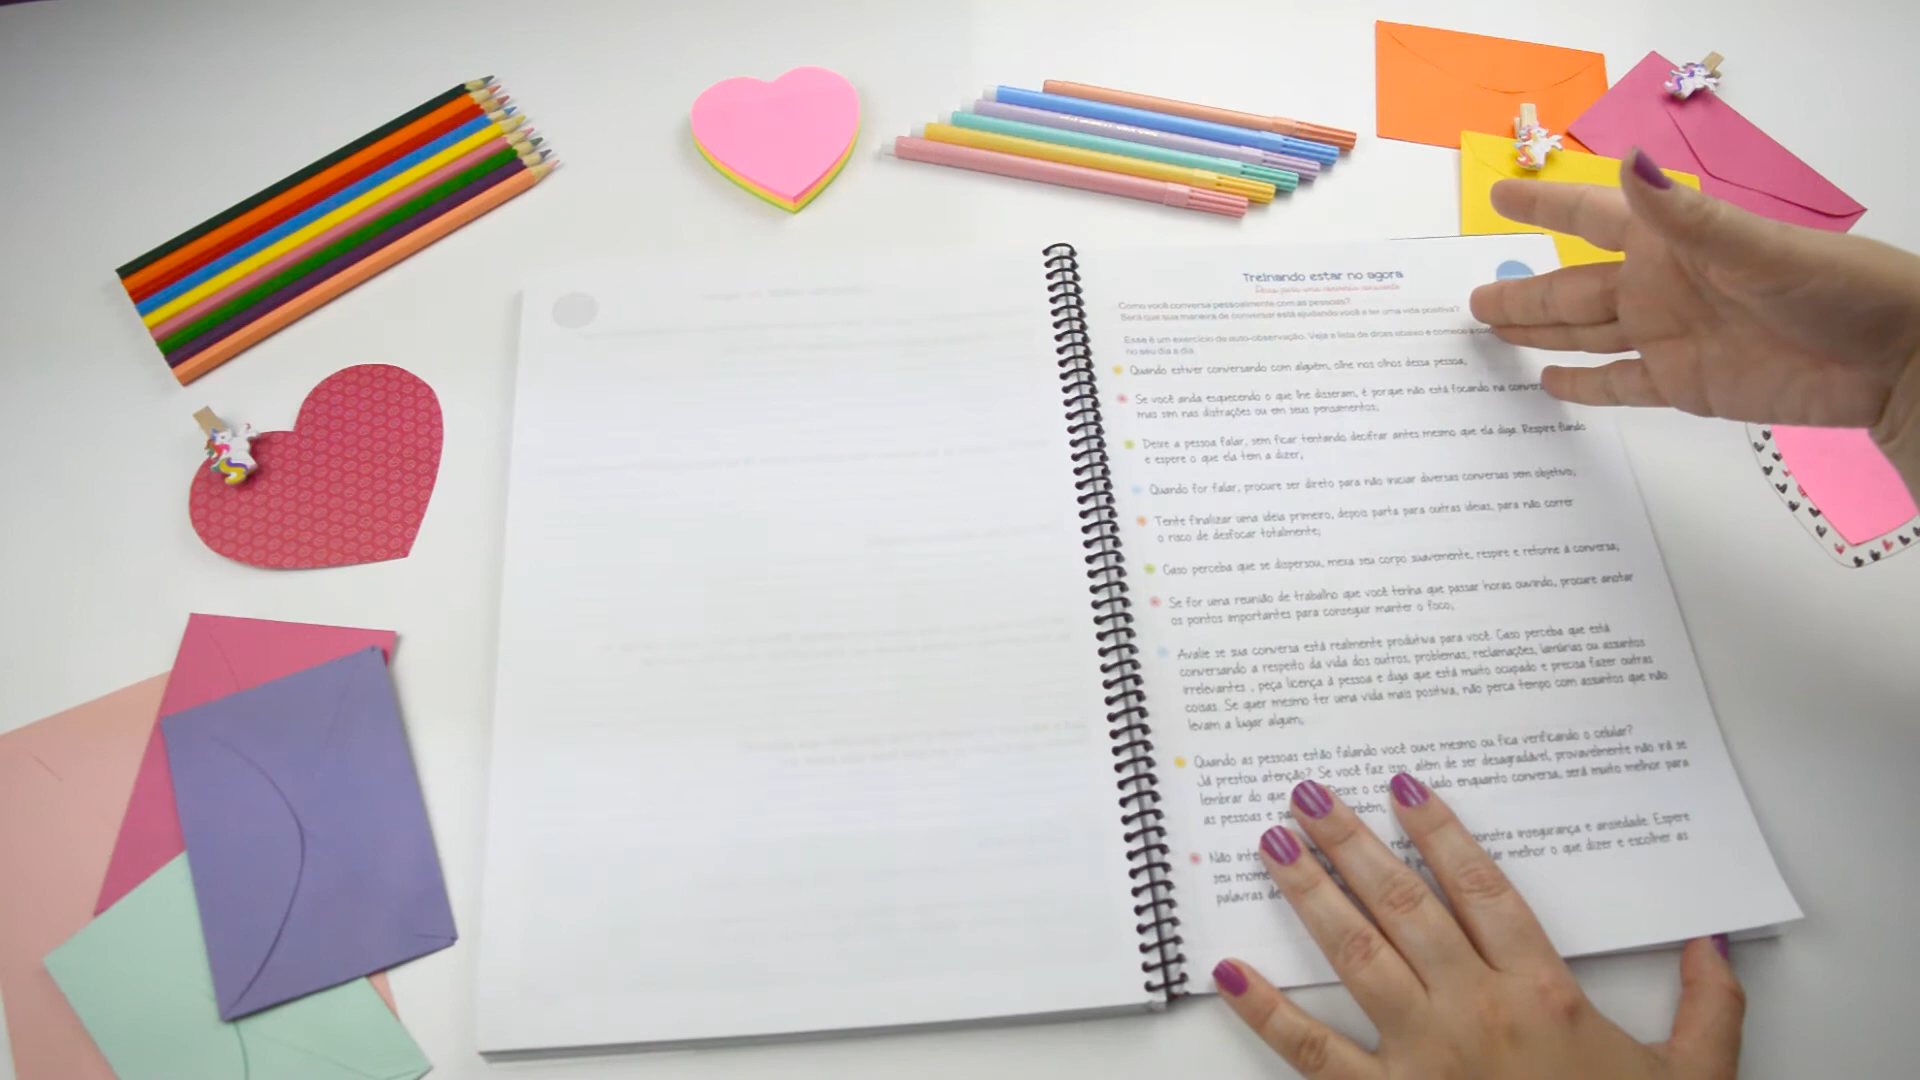 Treinando estar no agora
Dicas para uma conversa consciente
Como você conversa pessoalmente com as pessoas?
Será que sua maneira de conversar está ajudando você a ter uma vida positiva?
Esse é um exercício de auto-observação. Veja a lista de dicas abaixo e comece a
no seu dia a dia.
Quando estiver conversando com alguém, olhe nos olhos dessa pessoa;
Se você anda esquecendo o que lhe disseram, é porque não está focando na
mas sim nas distrações ou em seus pensamentos;
Deixe a pessoa falar, sem ficar tentando decifrar antes mesmo que ela diga. Respire fundo
e espere o que ela tem a dizer;
Quando for falar, procure ser direto para não iniciar diversas conversas sem objetivo;
Tente finalizar uma ideia primeiro, depois parta para outras ideias, para não correr
o risco de desfocar totalmente;
Caso perceba que se dispersou, mexa seu corpo suavemente, respire e retorne à conversa;
Se for uma reunião de trabalho que você tenha que passar horas ouvindo, procure anotar
os pontos importantes para conseguir manter o foco;
Avalie se sua conversa está realmente produtiva para você. Caso perceba que está
conversando a respeito da vida dos outros, problemas, reclamações, lamúrias ou assuntos
irrelevantes , peça licença à pessoa e diga que está muito ocupado e precisa fazer outras
coisas. Se quer mesmo ter uma vida mais positiva, não perca tempo com assuntos que não
levam a lugar algum;
Quando as pessoas estão falando você ouve mesmo ou fica verificando o celular?
Já prestou atenção? Se você faz isso, além de ser desagradável, provavelmente não irá se
lembrar do que Deixe o lado enquanto conversa, será muito melhor para
as pessoas e
Não insegurança e ansiedade. Espere
seu melhor o que dizer e escolher as
palavras